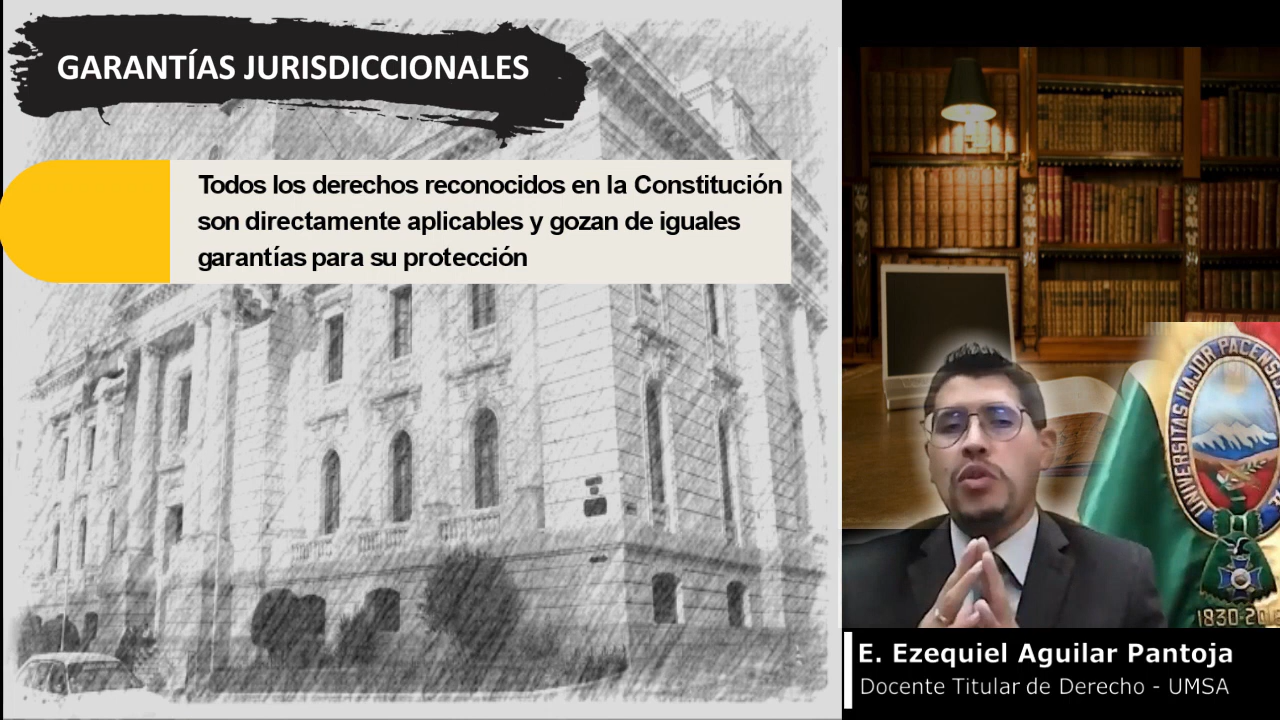 GARANTÍAS JURISDICCIONALES
Todos los derechos reconocidos en la Constitución
son directamente aplicables y gozan de iguales
garantías para su protección
UNIVERSITAS MAJOR PACENSI
1830-20
E. Ezequiel Aguilar Pantoja
Docente Titular de Derecho - UMSA